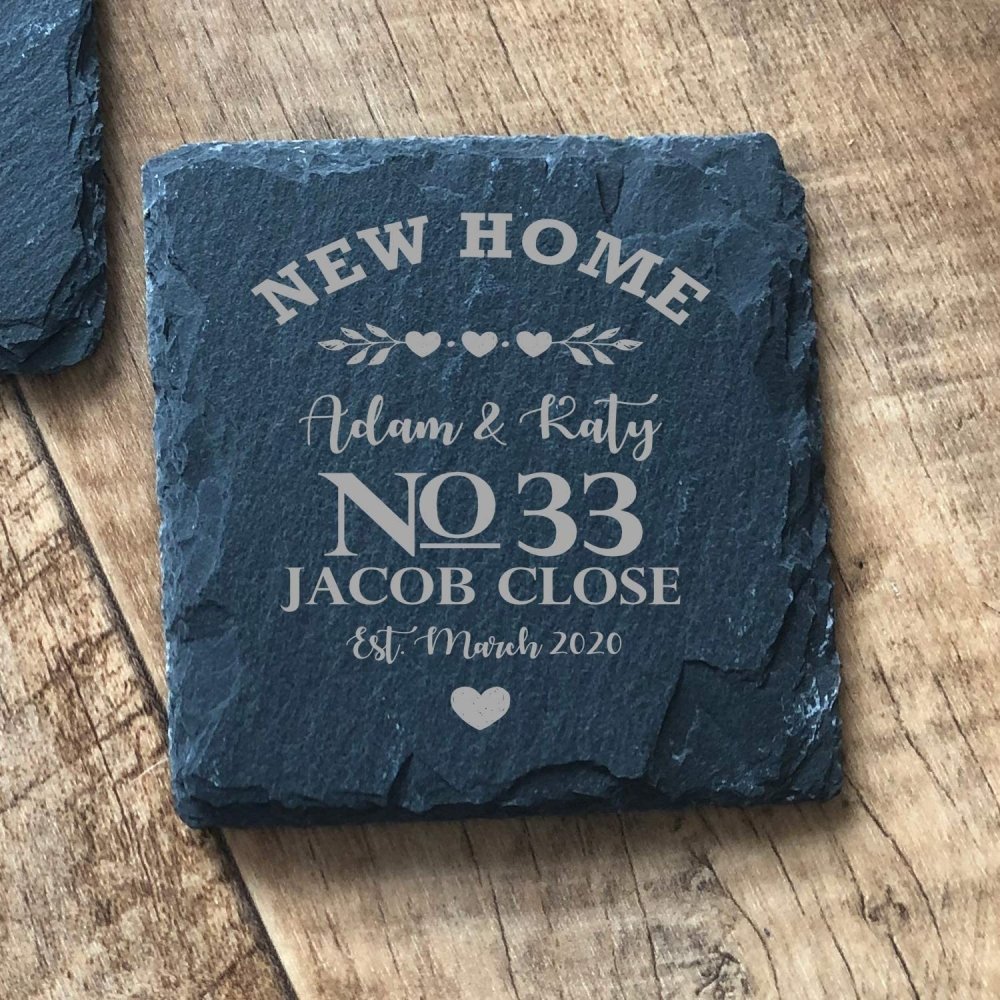 NEW HOME
Adam & Katy
No 33
JACOB CLOSE
Est. March 2020